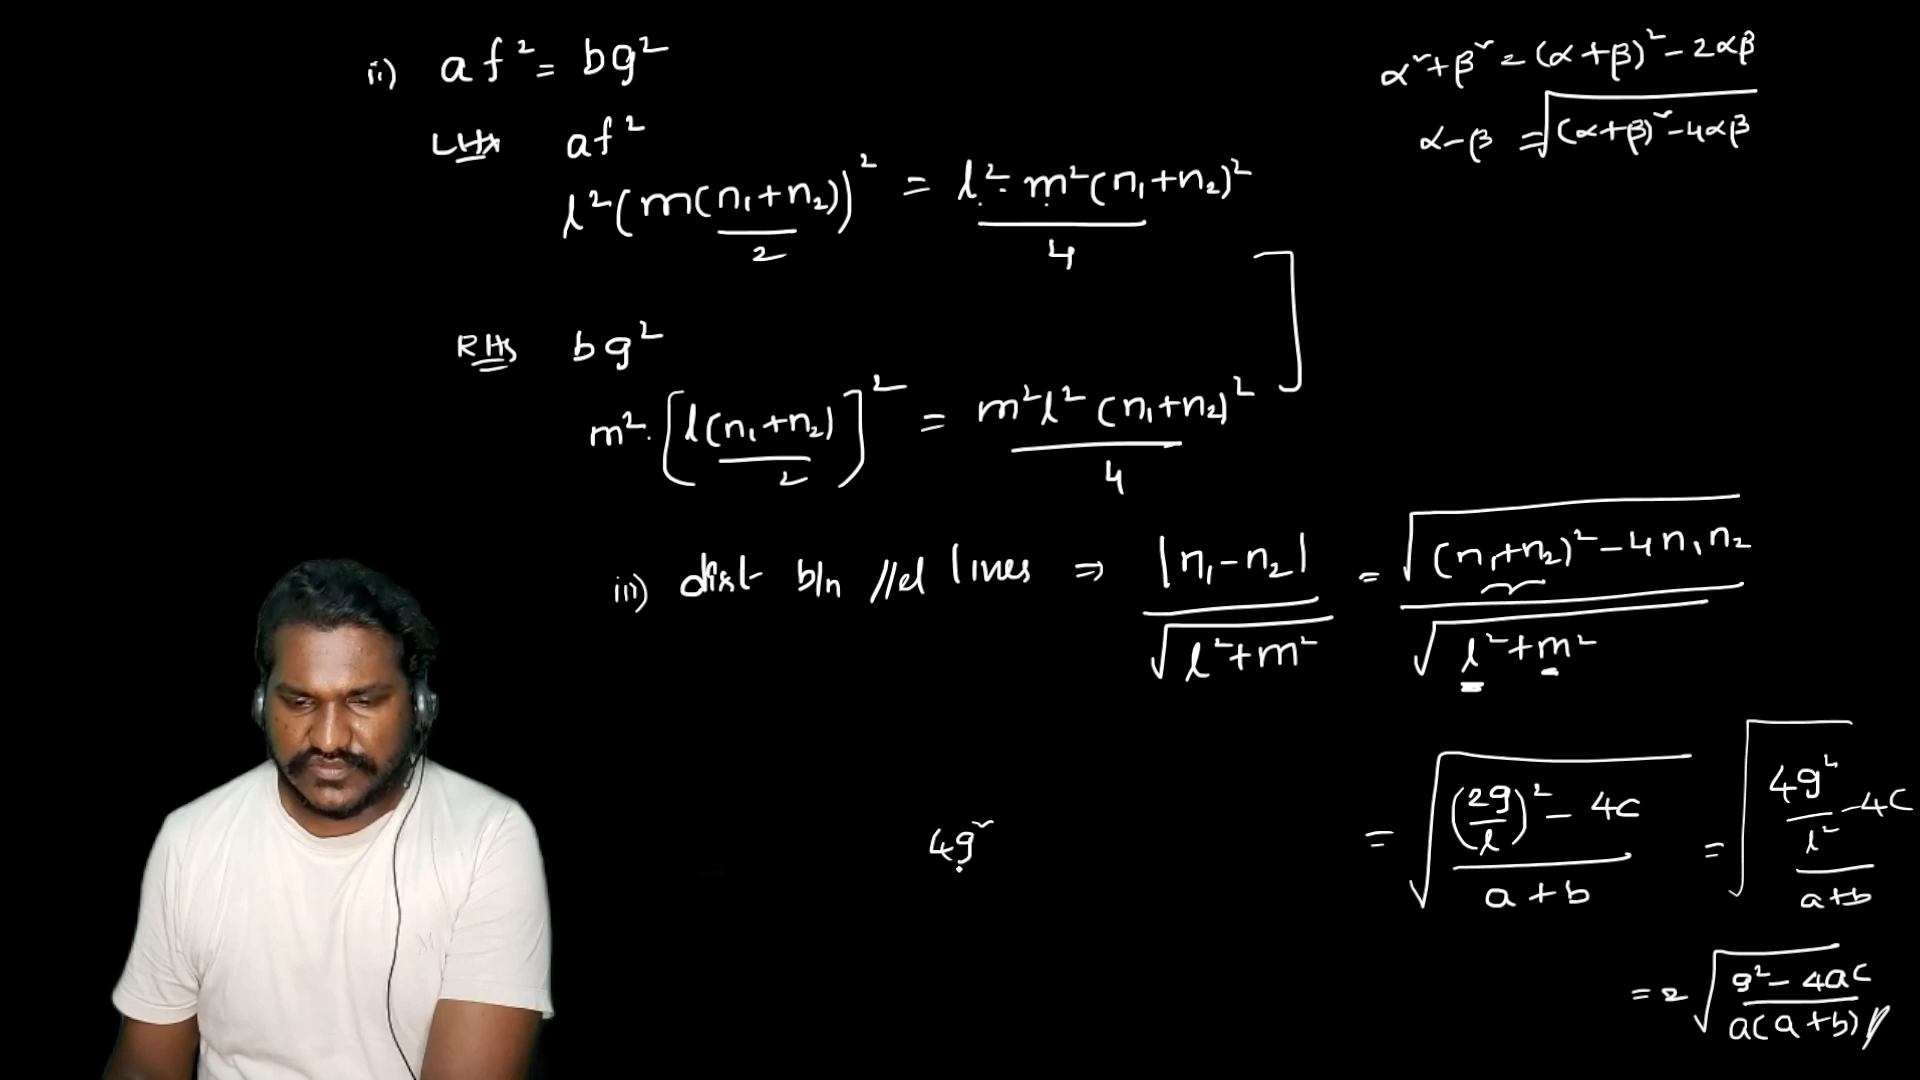 ii) af² = bg²
LHS af²
l²(m(n₁+n₂)/2)² = l²·m²(n₁+n₂)²/4
RHS bg²
m²·[l(n₁+n₂)/2]² = m²l²(n₁+n₂)²/4
α²+β² = (α+β)² - 2αβ
α-β = √((α+β)² - 4αβ)
iii) dist b/n //el lines ⇒ |n₁-n₂|/√(l²+m²) = √((n₁+n₂)² - 4n₁n₂)/√(l²+m²)
4g²
= √(((2g/l)² - 4c)/(a+b)) = √((4g²/l² - 4c)/(a+b))
= 2√((g² - 4ac)/(a(a+b)))